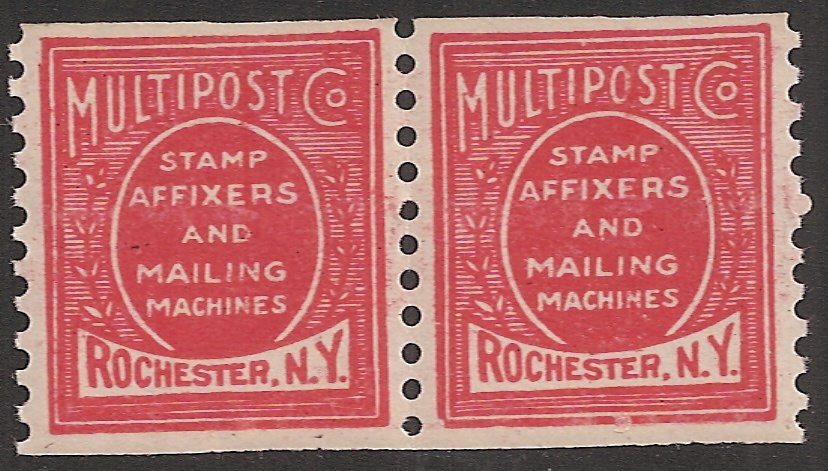 MULTIPOST Co
STAMP
AFFIXERS
AND
MAILING
MACHINES
ROCHESTER, N.Y.
MULTIPOST Co
STAMP
AFFIXERS
AND
MAILING
MACHINES
ROCHESTER, N.Y.